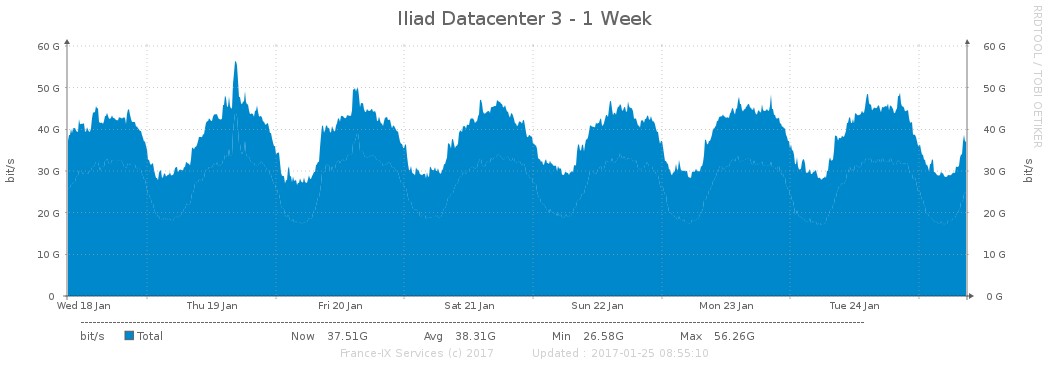 Iliad Datacenter 3 - 1 Week
RRDTOOL / TOBI OETIKER
60 G 60 G
50 G 50 G
40 G 40 G
30 G 30 G
20 G 20 G
10 G 10 G
0 0 G
bit/s bit/s
Wed 18 Jan Thu 19 Jan Fri 20 Jan Sat 21 Jan Sun 22 Jan Mon 23 Jan Tue 24 Jan
bit/s Total Now 37.51G Avg 38.31G Min 26.58G Max 56.26G
France-IX Services (c) 2017 Updated : 2017-01-25 08:55:10